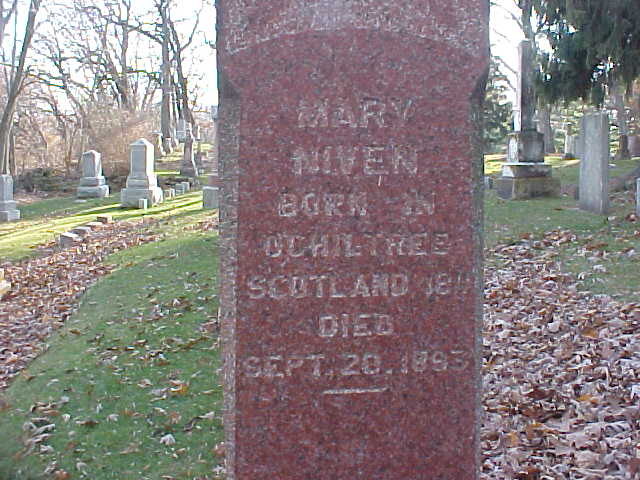 MARY
NIVEN
BORN IN
OCHILTREE
SCOTLAND
DIED
SEPT. 20. 1893